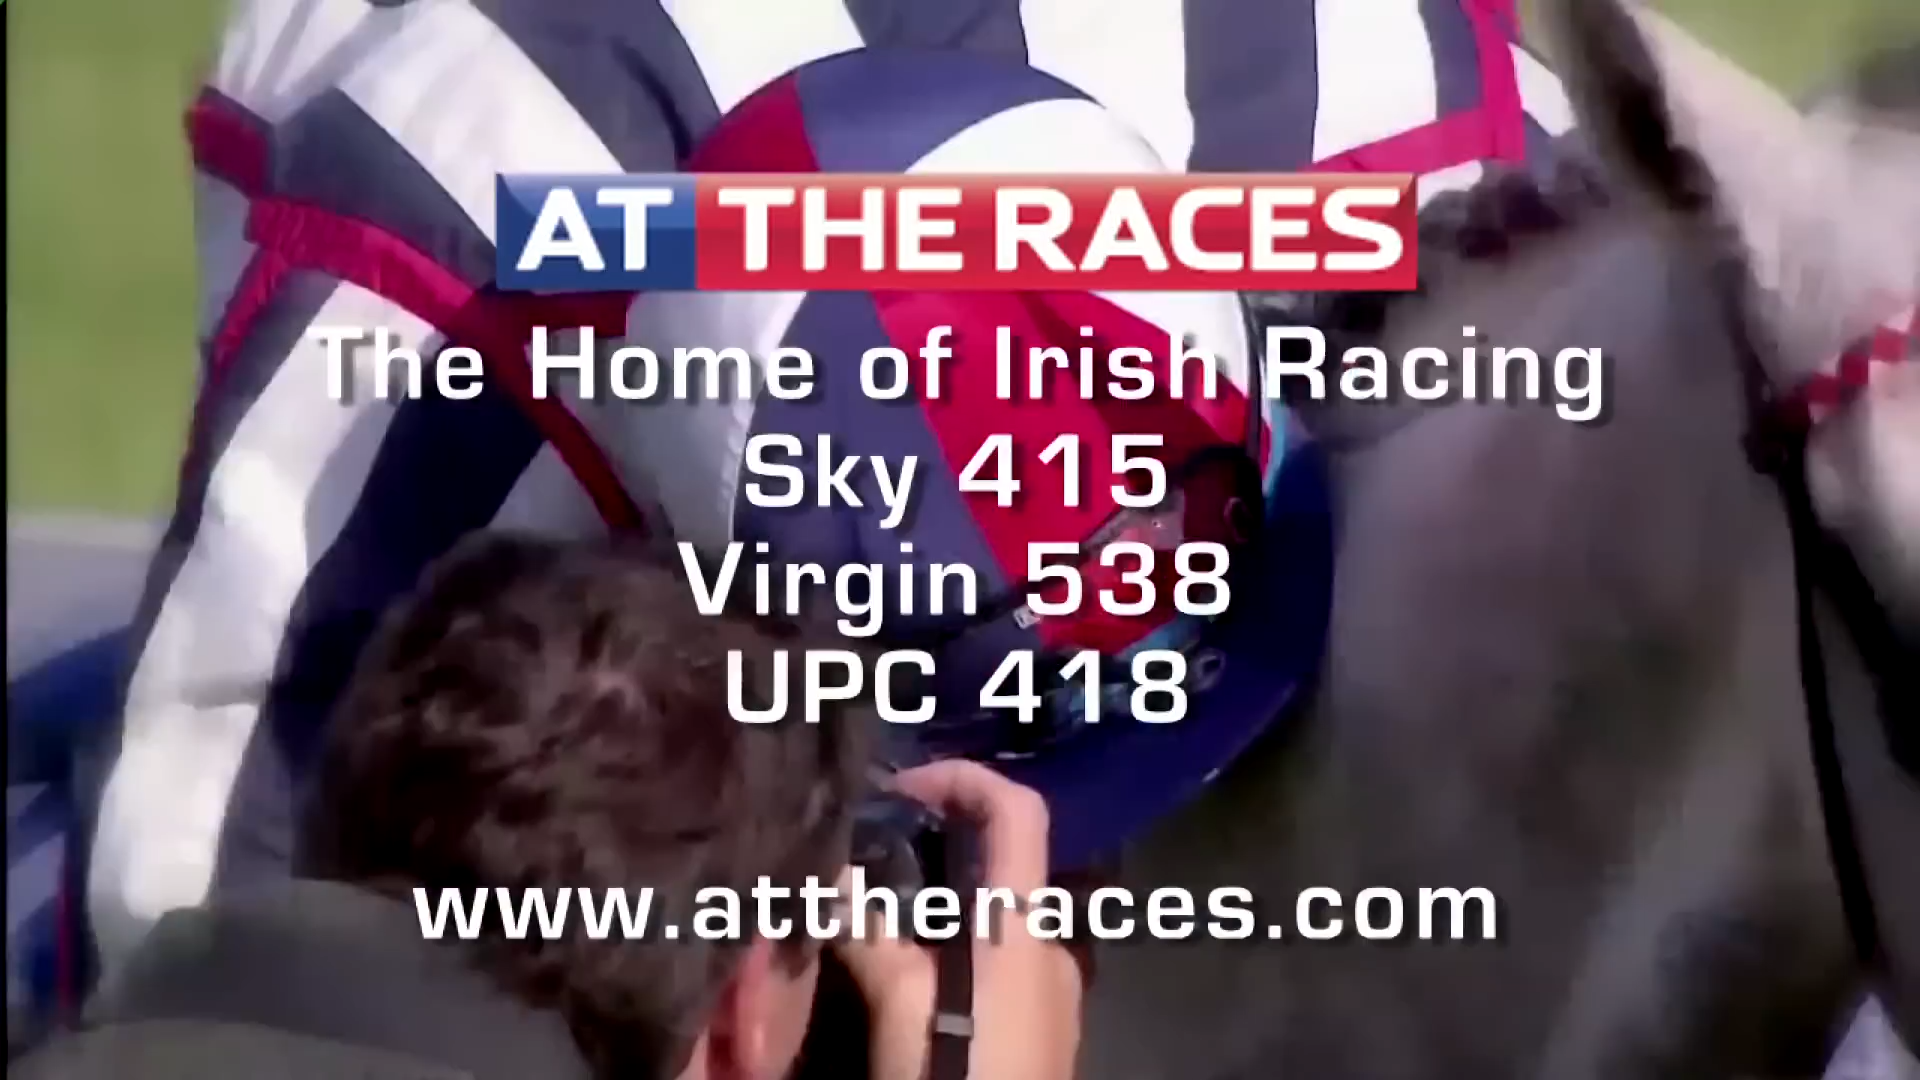 AT THE RACES
The Home of Irish Racing
Sky 415
Virgin 538
UPC 418
www.attheraces.com